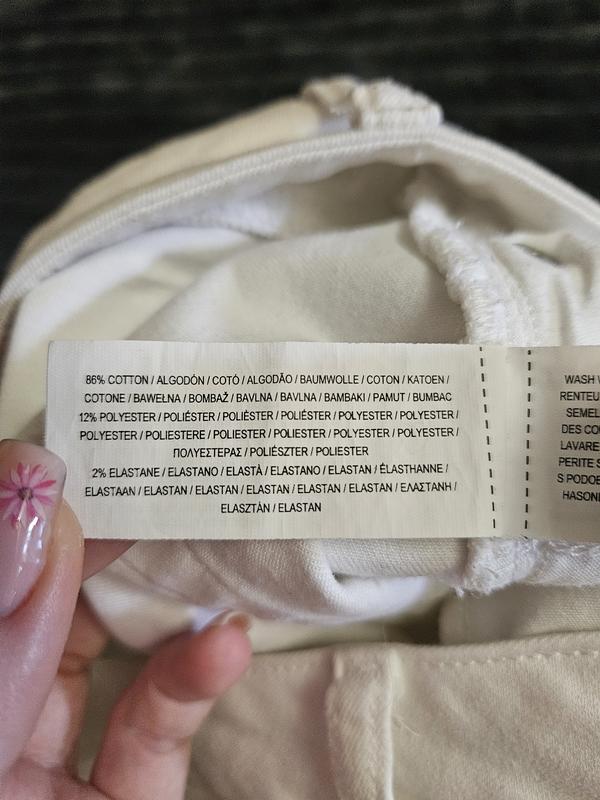 86% COTTON / ALGODÓN / COTÓ / ALGODÃO / BAUMWOLLE / COTON / KATOEN /
COTONE / BAWEŁNA / BOMBAŽ / BAVLNA / BAVLNA / BAMBAKI / PAMUT / BUMBAC
12% POLYESTER / POLIÉSTER / POLIÈSTER / POLIÉSTER / POLYESTER / POLYESTER /
POLYESTER / POLIESTERE / POLIESTER / POLIESTER / POLYESTER / POLYESTER /
ΠΟΛΥΕΣΤΕΡΑΣ / POLIÉSZTER / POLIESTER
2% ELASTANE / ELASTANO / ELASTÀ / ELASTANO / ELASTAN / ÉLASTHANNE /
ELASTAAN / ELASTAN / ELASTAN / ELASTAN / ELASTAN / ELASTAN / ΕΛΑΣΤΑΝΗ /
ELASZTÁN / ELASTAN
WASH
RENTEU
SEMEL
DES CO
LAVARE
PERITE S
S PODOB
HASON